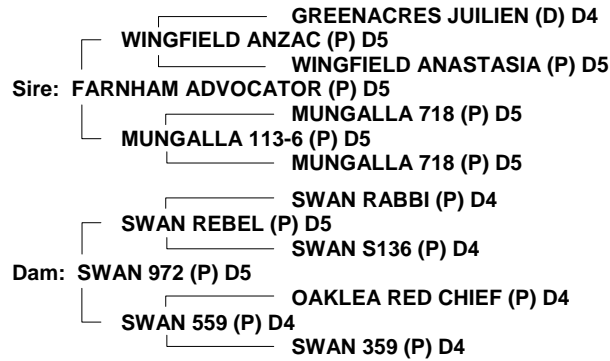 GREENACRES JUILIEN (D) D4
WINGFIELD ANZAC (P) D5
WINGFIELD ANASTASIA (P) D5
Sire: FARNHAM ADVOCATOR (P) D5
MUNGALLA 718 (P) D5
MUNGALLA 113-6 (P) D5
MUNGALLA 718 (P) D5
SWAN RABBI (P) D4
SWAN REBEL (P) D5
SWAN S136 (P) D4
Dam: SWAN 972 (P) D5
OAKLEA RED CHIEF (P) D4
SWAN 559 (P) D4
SWAN 359 (P) D4